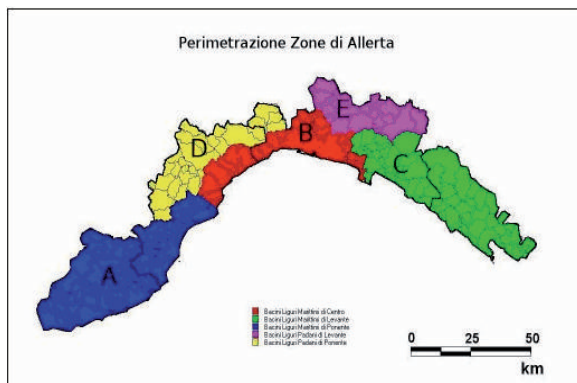 Perimetrazione Zone di Allerta
E
B
D
C
A
Bacini Liguri Marittimi di Centro
Bacini Liguri Marittimi di Levante
Bacini Liguri Marittimi di Ponente
Bacini Liguri Padani di Levante
Bacini Liguri Padani di Ponente
0 25 50
km